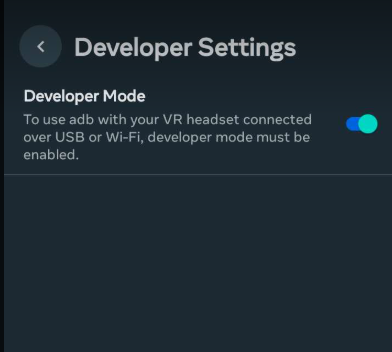 Developer Settings
Developer Mode
To use adb with your VR headset connected
over USB or Wi-Fi, developer mode must be
enabled.